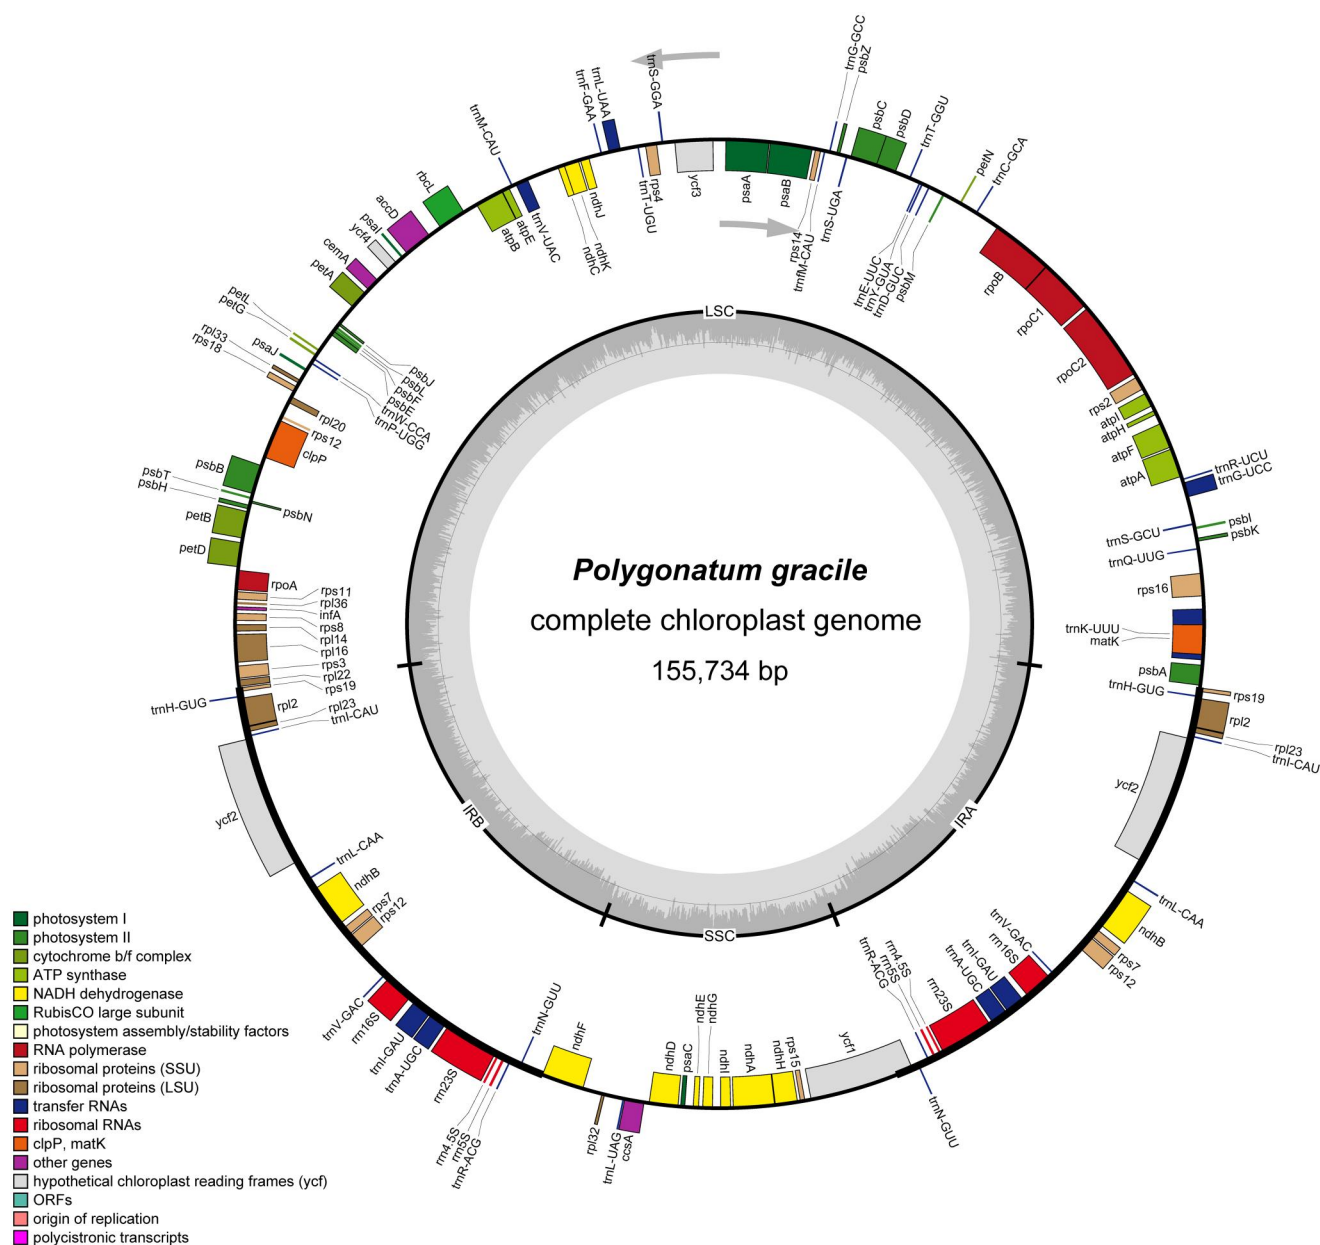 Polygonatum gracile
complete chloroplast genome
155,734 bp
LSC
IRB
IRA
SSC
trnG-GCC
psbZ
psbC
psbD
trnT-GGU
petN
trnC-GCA
trnL-UAA
trnF-GAA
trnS-GGA
trnM-CAU
rbcL
accD
psaI
ycf4
cemA
petA
petL
petG
psaJ
rpl33
rps18
psbB
psbT
psbH
petB
petD
trnH-GUG
ycf2
trnL-CAA
trnV-GAC
rrn16S
trnI-GAU
trnA-UGC
rrn23S
rrn4.5S
rrn5S
trnR-ACG
rpl32
trnL-UAG
ccsA
trnN-GUU
ndhF
ndhD
psaC
ndhE
ndhG
ndhI
ndhA
ndhH
rps15
ycf1
trnN-GUU
trnR-ACG
rrn5S
rrn4.5S
rrn23S
trnA-UGC
trnI-GAU
rrn16S
trnV-GAC
rps12
rps7
ndhB
trnL-CAA
ycf2
trnI-CAU
rpl23
rpl2
rps19
trnH-GUG
psbA
matK
trnK-UUU
rps16
trnQ-UUG
psbK
psbI
trnS-GCU
trnG-UCC
trnR-UCU
atpA
atpF
atpH
atpI
rps2
rpoC2
rpoC1
rpoB
psbM
trnD-GUC
trnY-GUA
trnE-UUC
trnS-UGA
trnfM-CAU
rps14
psaB
psaA
ycf3
rps4
trnT-UGU
ndhJ
ndhK
ndhC
trnV-UAC
atpE
atpB
psbJ
psbL
psbF
psbE
trnW-CCA
trnP-UGG
rpl20
rps12
clpP
psbN
rpoA
rps11
rpl36
infA
rps8
rpl14
rpl16
rps3
rpl22
rps19
rpl2
rpl23
trnI-CAU
ndhB
rps7
rps12
photosystem I
photosystem II
cytochrome b/f complex
ATP synthase
NADH dehydrogenase
RubisCO large subunit
photosystem assembly/stability factors
RNA polymerase
ribosomal proteins (SSU)
ribosomal proteins (LSU)
transfer RNAs
ribosomal RNAs
clpP, matK
other genes
hypothetical chloroplast reading frames (ycf)
ORFs
origin of replication
polycistronic transcripts